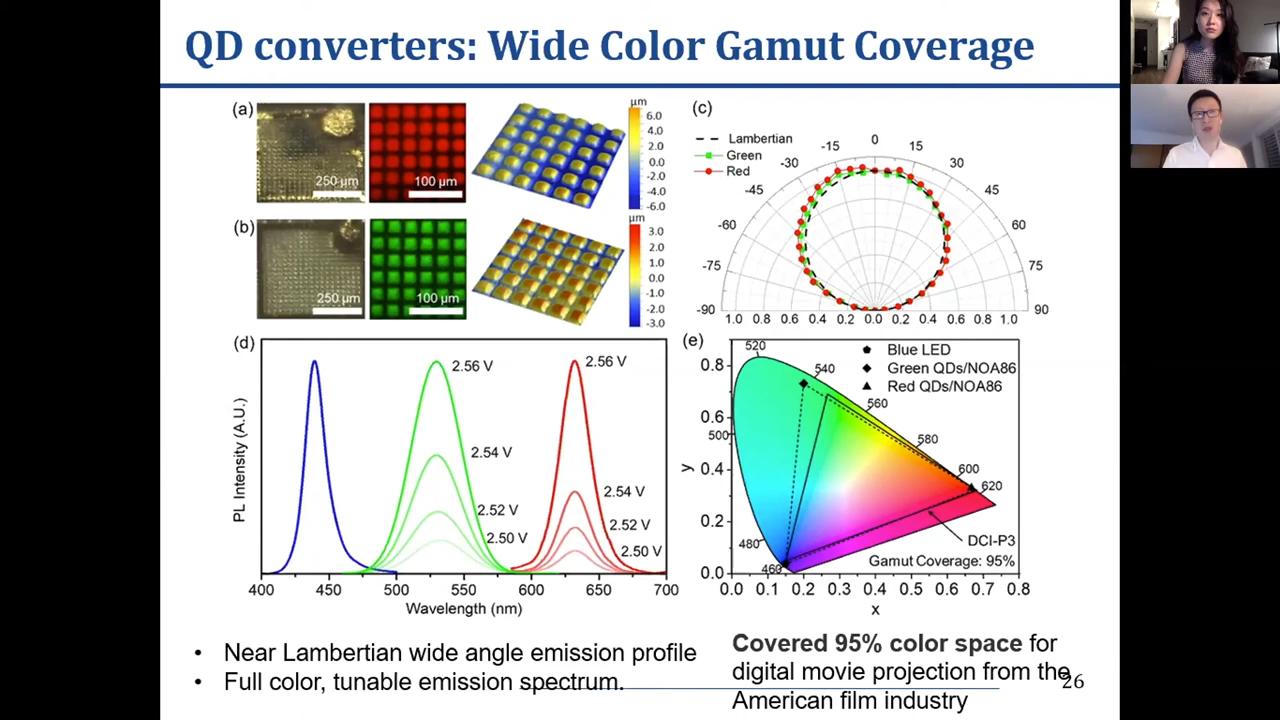 QD converters: Wide Color Gamut Coverage
(a)
250 µm
100 µm
µm
6.0
4.0
2.0
0.0
-2.0
-4.0
-6.0
(b)
250 µm
100 µm
µm
3.0
2.0
1.0
0.0
-1.0
-2.0
-3.0
(c)
Lambertian
Green
Red
-90 -75 -60 -45 -30 -15 0 15 30 45 60 75 90
1.0 0.8 0.6 0.4 0.2 0.0 0.2 0.4 0.6 0.8 1.0
(d)
PL Intensity (A.U.)
2.56 V
2.54 V
2.52 V
2.50 V
2.56 V
2.54 V
2.52 V
2.50 V
400 450 500 550 600 650 700
Wavelength (nm)
(e)
Blue LED
Green QDs/NOA86
Red QDs/NOA86
520
540
560
580
600
620
500
480
460
DCI-P3
Gamut Coverage: 95%
y
0.8
0.6
0.4
0.2
0.0
0.0 0.1 0.2 0.3 0.4 0.5 0.6 0.7 0.8
x
• Near Lambertian wide angle emission profile
• Full color, tunable emission spectrum.
Covered 95% color space for
digital movie projection from the
American film industry
26